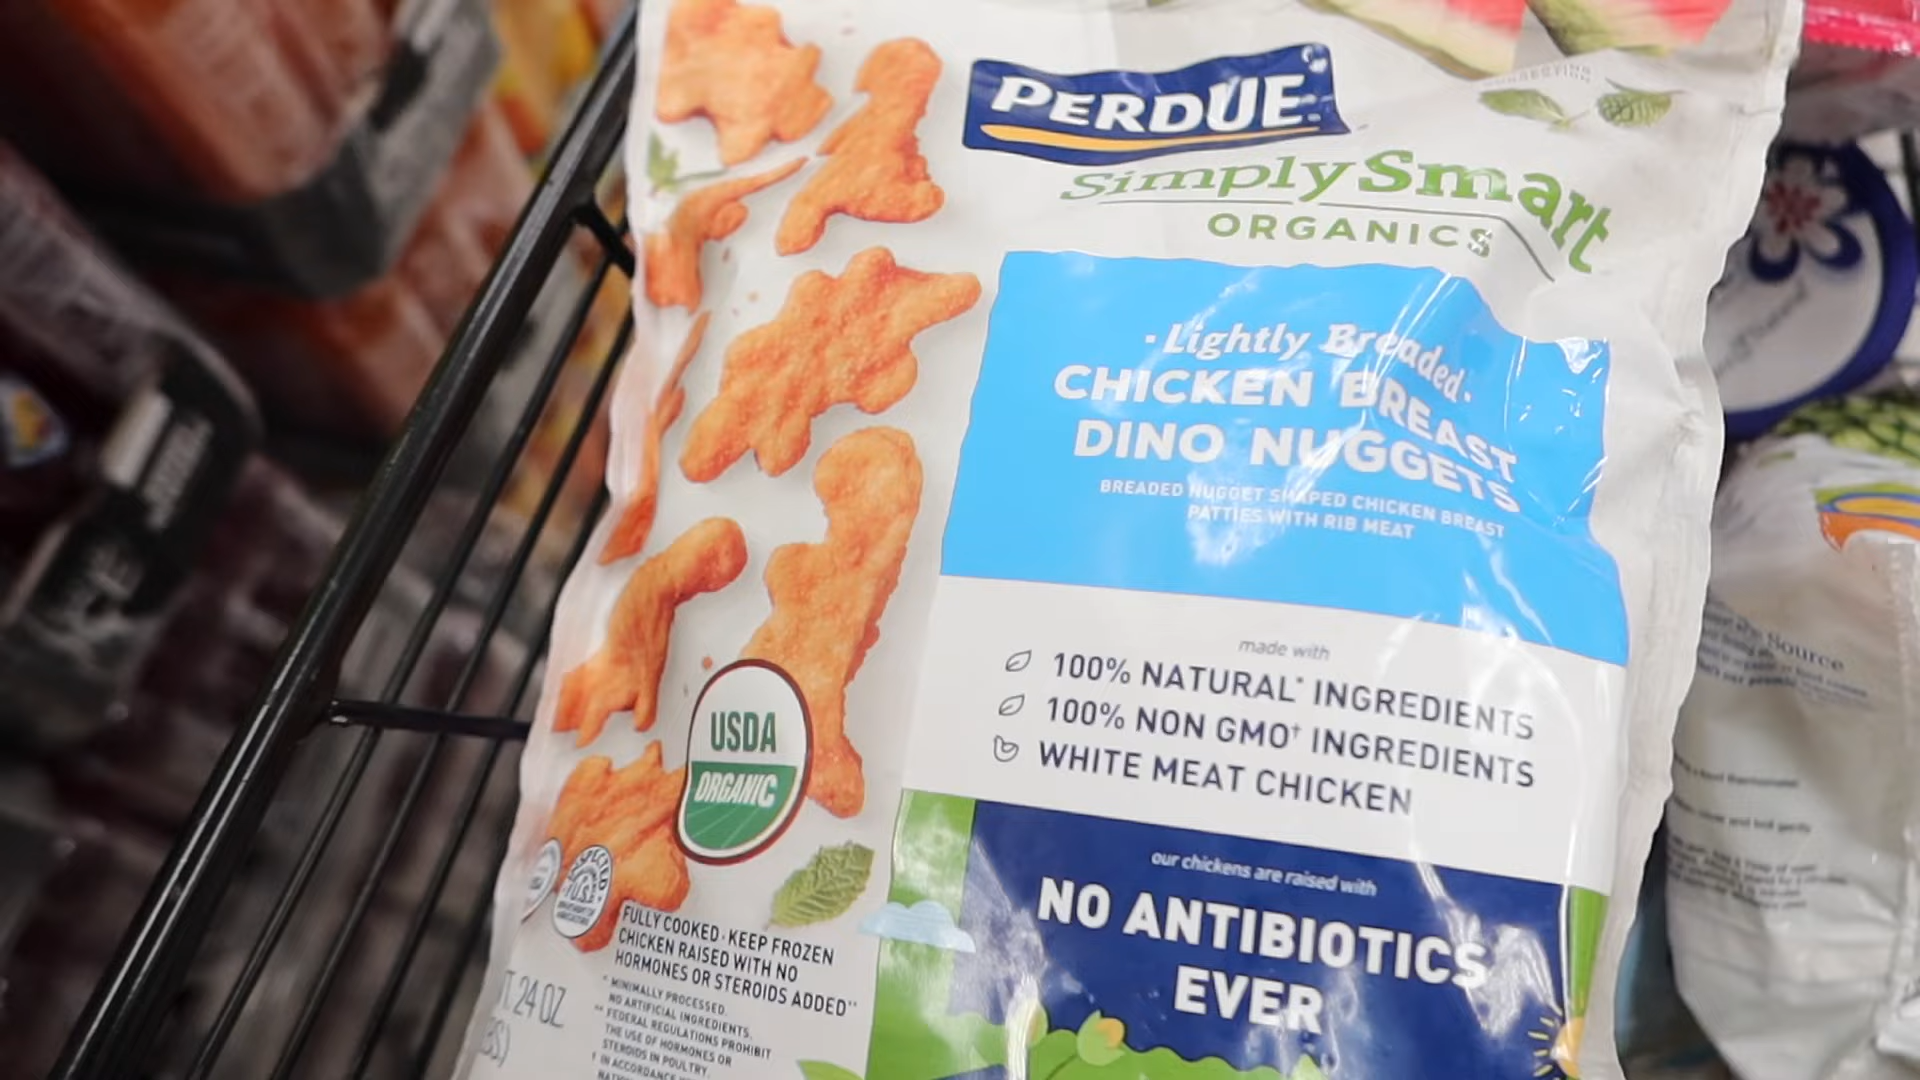 PERDUE
SimplySmart
ORGANICS
·Lightly Breaded·
CHICKEN BREAST
DINO NUGGETS
BREADED NUGGET SHAPED CHICKEN BREAST
PATTIES WITH RIB MEAT
made with
100% NATURAL* INGREDIENTS
100% NON GMO† INGREDIENTS
WHITE MEAT CHICKEN
our chickens are raised with
NO ANTIBIOTICS
EVER
USDA
ORGANIC
FULLY COOKED · KEEP FROZEN
CHICKEN RAISED WITH NO
HORMONES OR STEROIDS ADDED**
* MINIMALLY PROCESSED.
NO ARTIFICIAL INGREDIENTS.
** FEDERAL REGULATIONS PROHIBIT
THE USE OF HORMONES OR
STEROIDS IN POULTRY.
† IN ACCORDANCE
24 OZ
Source